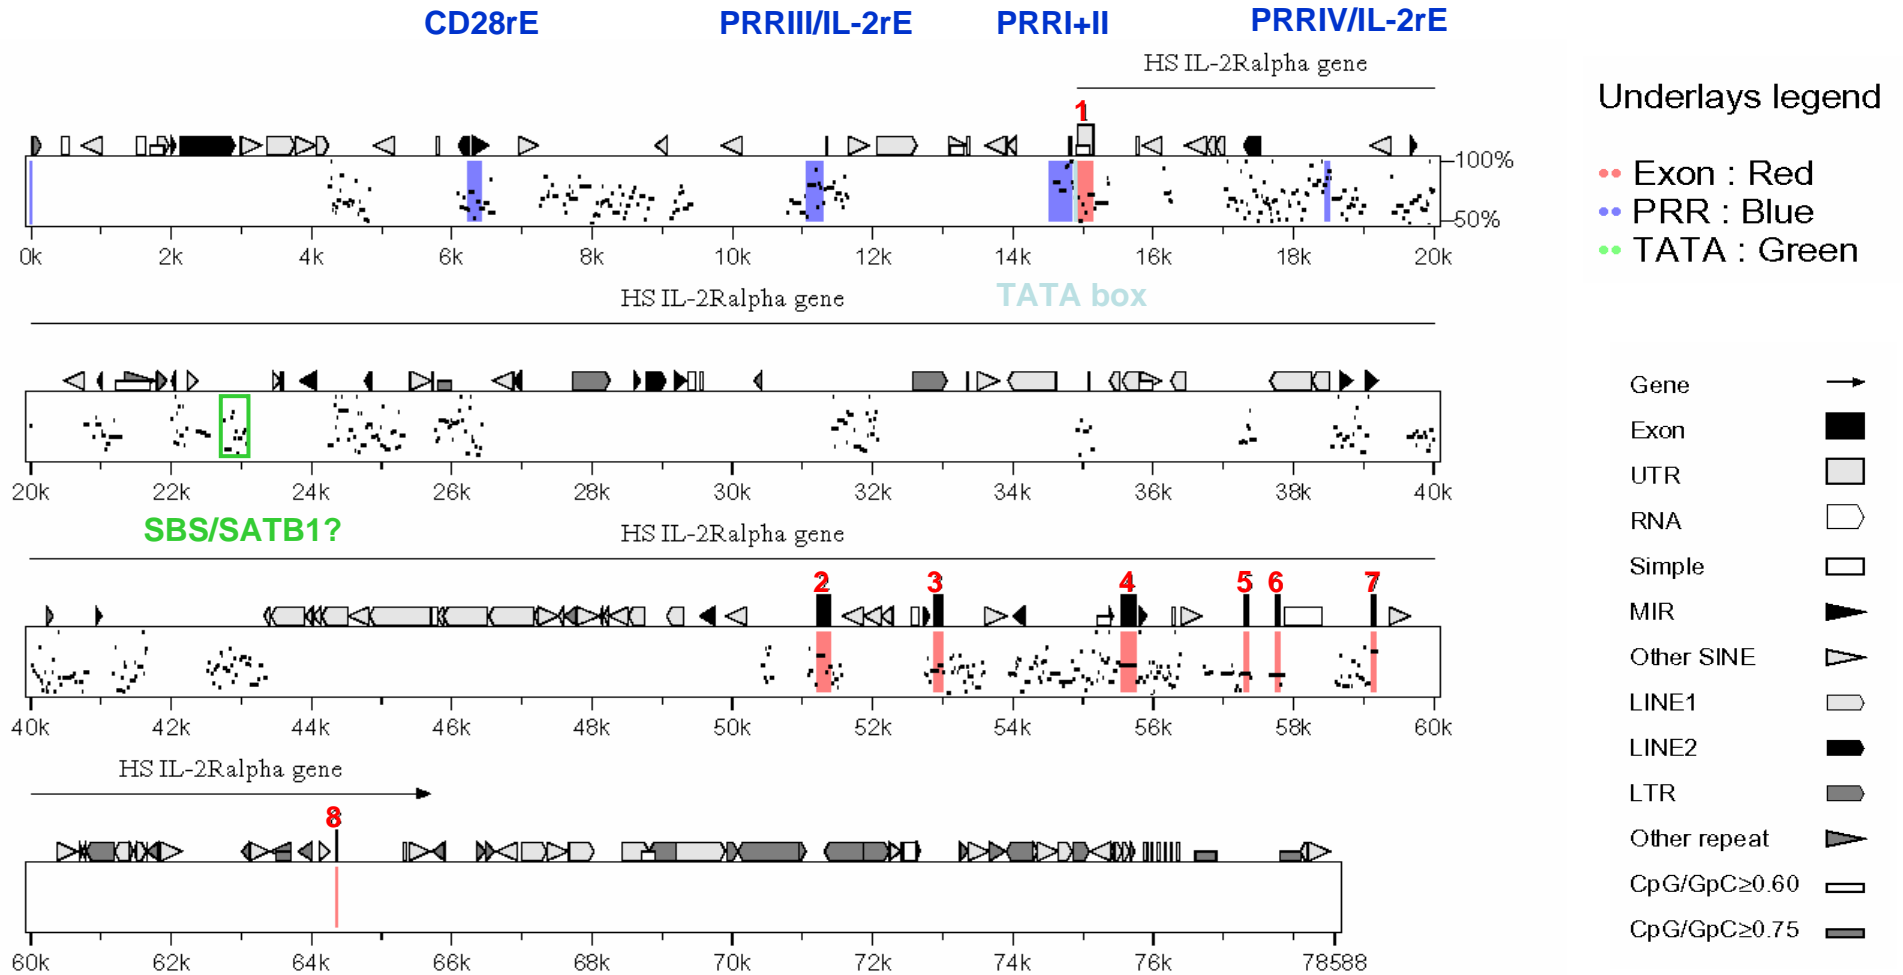 CD28rE PRRIII/IL-2rE PRRI+II PRRIV/IL-2rE
HS IL-2Ralpha gene
1
100%
50%
0k 2k 4k 6k 8k 10k 12k 14k 16k 18k 20k
HS IL-2Ralpha gene TATA box
20k 22k 24k 26k 28k 30k 32k 34k 36k 38k 40k
SBS/SATB1? HS IL-2Ralpha gene
2 3 4 5 6 7
40k 42k 44k 46k 48k 50k 52k 54k 56k 58k 60k
HS IL-2Ralpha gene
8
60k 62k 64k 66k 68k 70k 72k 74k 76k 78588
Underlays legend
Exon : Red
PRR : Blue
TATA : Green
Gene
Exon
UTR
RNA
Simple
MIR
Other SINE
LINE1
LINE2
LTR
Other repeat
CpG/GpC≥0.60
CpG/GpC≥0.75